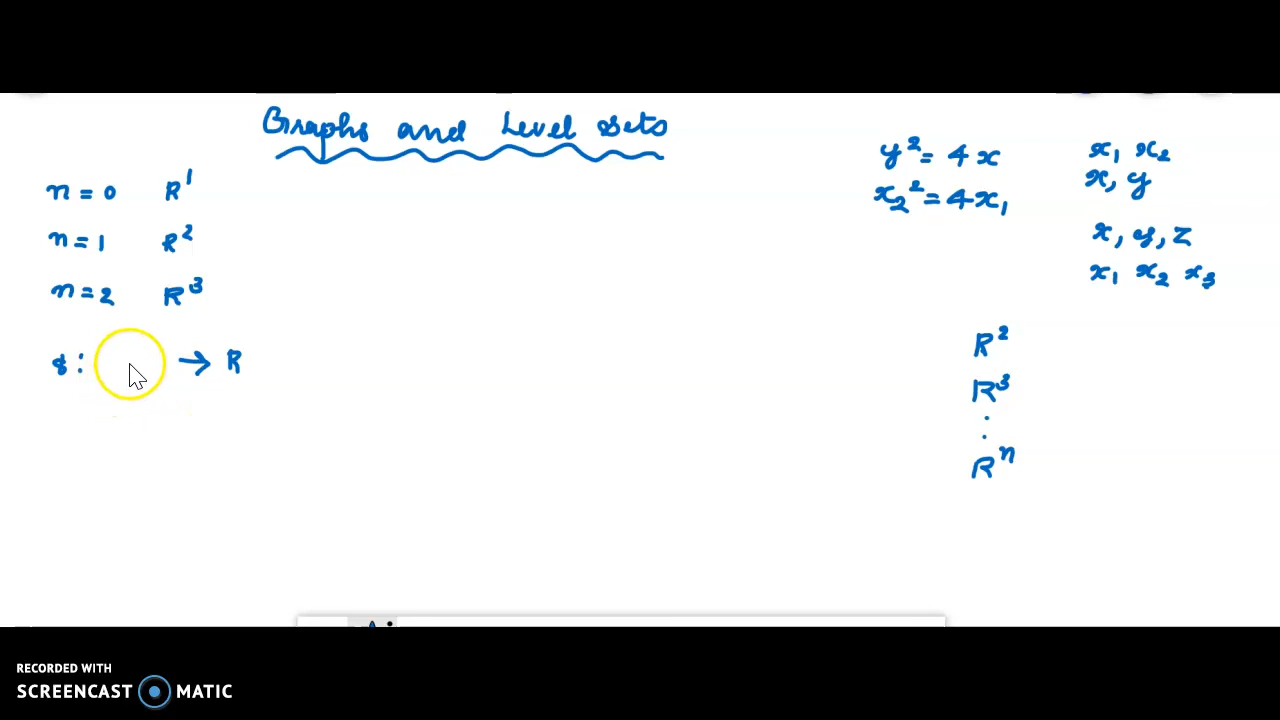 Graphs and Level Sets
n = 0 R¹
n = 1 R²
n = 2 R³
: → R
y² = 4x
x₂² = 4x₁
x₁ x₂
x, y
x, y, z
x₁ x₂ x₃
R²
R³
.
.
Rⁿ
RECORDED WITH
SCREENCAST MATIC